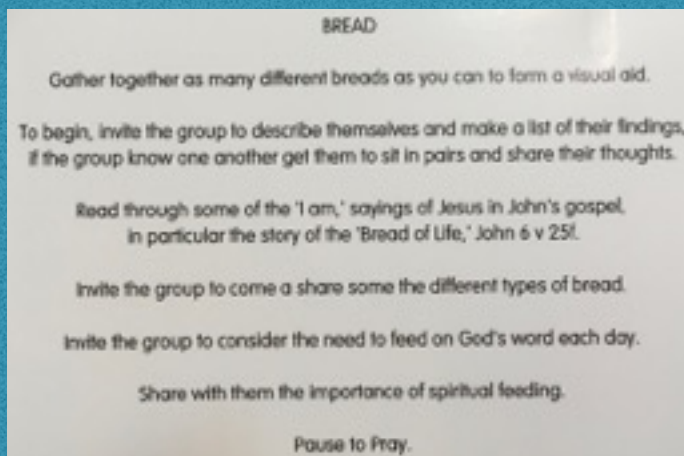 BREAD
Gather together as many different breads as you can to form a visual aid.
To begin, invite the group to describe themselves and make a list of their findings,
if the group know one another get them to sit in pairs and share their thoughts.
Read through some of the 'I am,' sayings of Jesus in John's gospel,
in particular the story of the 'Bread of Life,' John 6 v 25f.
Invite the group to come a share some the different types of bread.
Invite the group to consider the need to feed on God's word each day.
Share with them the importance of spiritual feeding.
Pause to Pray.